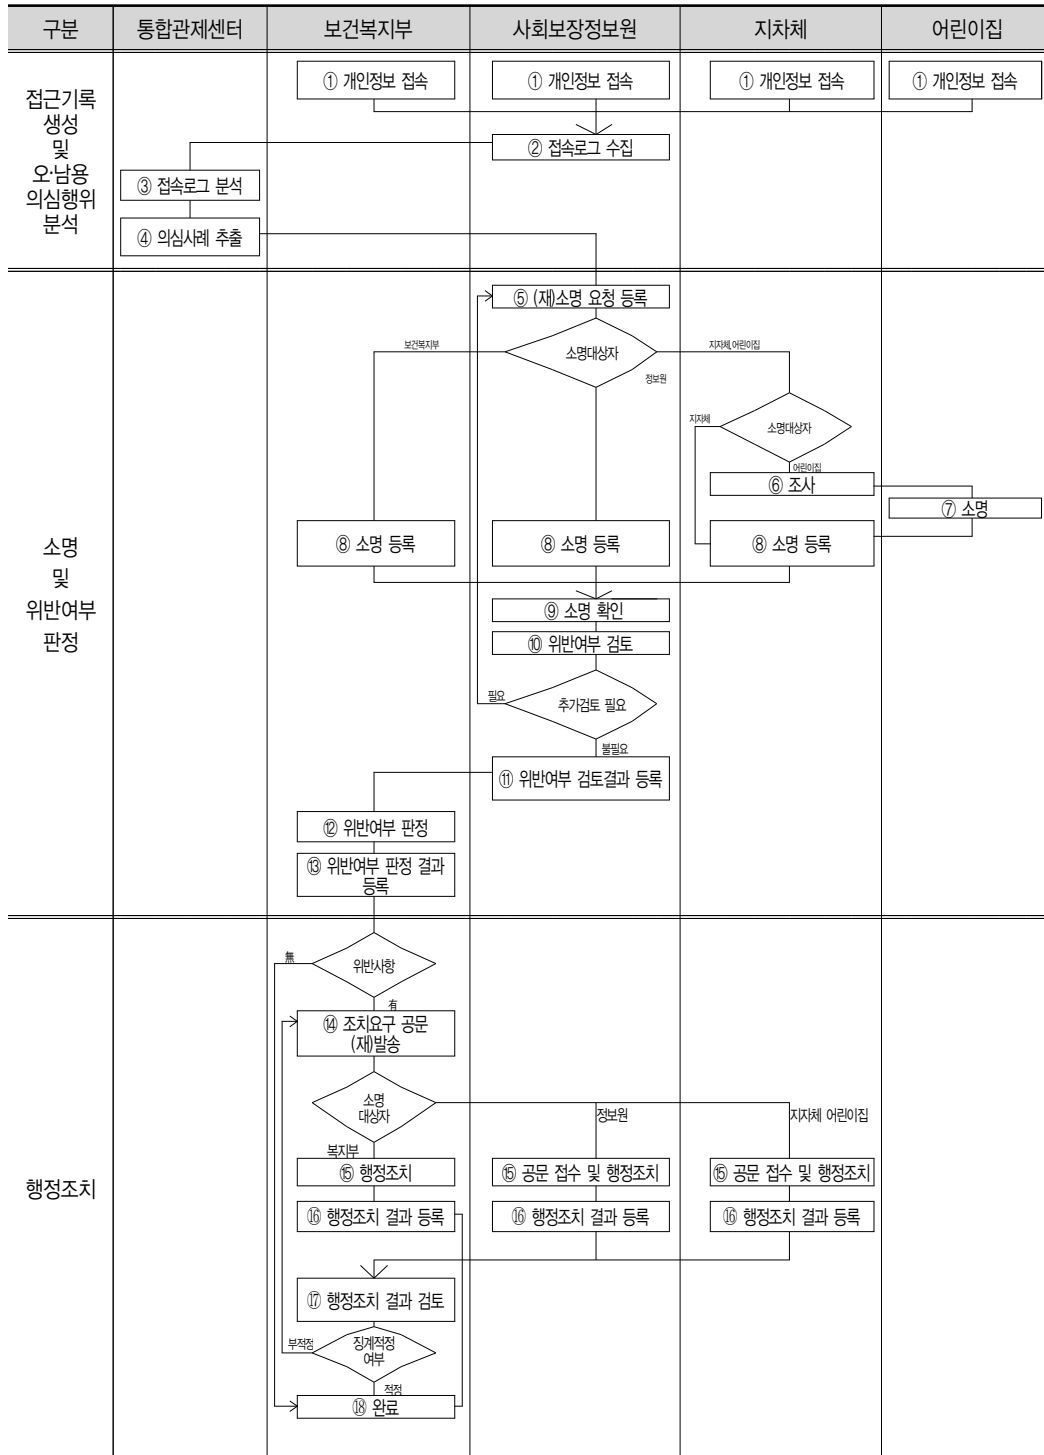 구분 통합관제센터 보건복지부 사회보장정보원 지차체 어린이집
접근기록
생성
및
오·남용
의심행위
분석
① 개인정보 접속 ① 개인정보 접속 ① 개인정보 접속 ① 개인정보 접속
② 접속로그 수집
③ 접속로그 분석
④ 의심사례 추출
소명
및
위반여부
판정
⑤ (재)소명 요청 등록
보건복지부 소명대상자 지자체,어린이집
정보원
지자체 소명대상자
어린이집
⑥ 조사
⑦ 소명
⑧ 소명 등록 ⑧ 소명 등록 ⑧ 소명 등록
⑨ 소명 확인
⑩ 위반여부 검토
필요 추가검토 필요
불필요
⑪ 위반여부 검토결과 등록
⑫ 위반여부 판정
⑬ 위반여부 판정 결과
등록
행정조치
無 위반사항
有
⑭ 조치요구 공문
(재)발송
소명
대상자
정보원 지자체 어린이집
복지부
⑮ 행정조치 ⑮ 공문 접수 및 행정조치 ⑮ 공문 접수 및 행정조치
⑯ 행정조치 결과 등록 ⑯ 행정조치 결과 등록 ⑯ 행정조치 결과 등록
⑰ 행정조치 결과 검토
부적정 징계적정
여부
적정
⑱ 완료